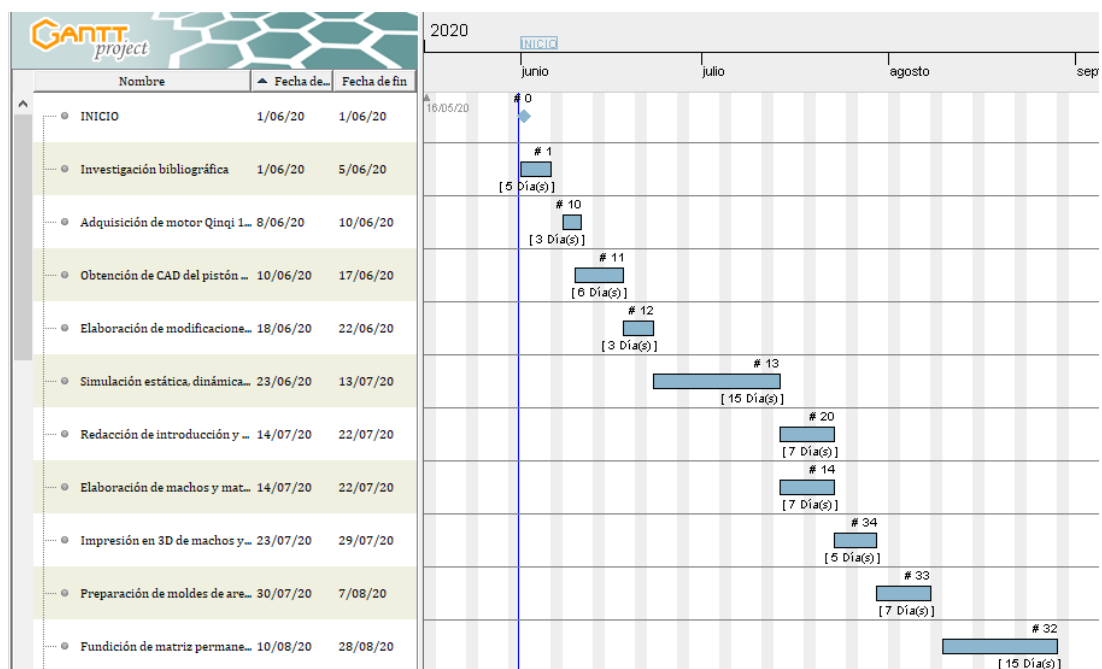 GANTT
project
2020
INICIO
junio julio agosto sept
Nombre Fecha de... Fecha de fin
16/05/20
INICIO 1/06/20 1/06/20 # 0
Investigación bibliográfica 1/06/20 5/06/20 # 1
[ 5 Día(s) ]
Adquisición de motor Qinqi 1... 8/06/20 10/06/20 # 10
[ 3 Día(s) ]
Obtención de CAD del pistón ... 10/06/20 17/06/20 # 11
[ 6 Día(s) ]
Elaboración de modificacione... 18/06/20 22/06/20 # 12
[ 3 Día(s) ]
Simulación estática, dinámica... 23/06/20 13/07/20 # 13
[ 15 Día(s) ]
Redacción de introducción y ... 14/07/20 22/07/20 # 20
[ 7 Día(s) ]
Elaboración de machos y mat... 14/07/20 22/07/20 # 14
[ 7 Día(s) ]
Impresión en 3D de machos y... 23/07/20 29/07/20 # 34
[ 5 Día(s) ]
Preparación de moldes de are... 30/07/20 7/08/20 # 33
[ 7 Día(s) ]
Fundición de matriz permane... 10/08/20 28/08/20 # 32
[ 15 Día(s) ]